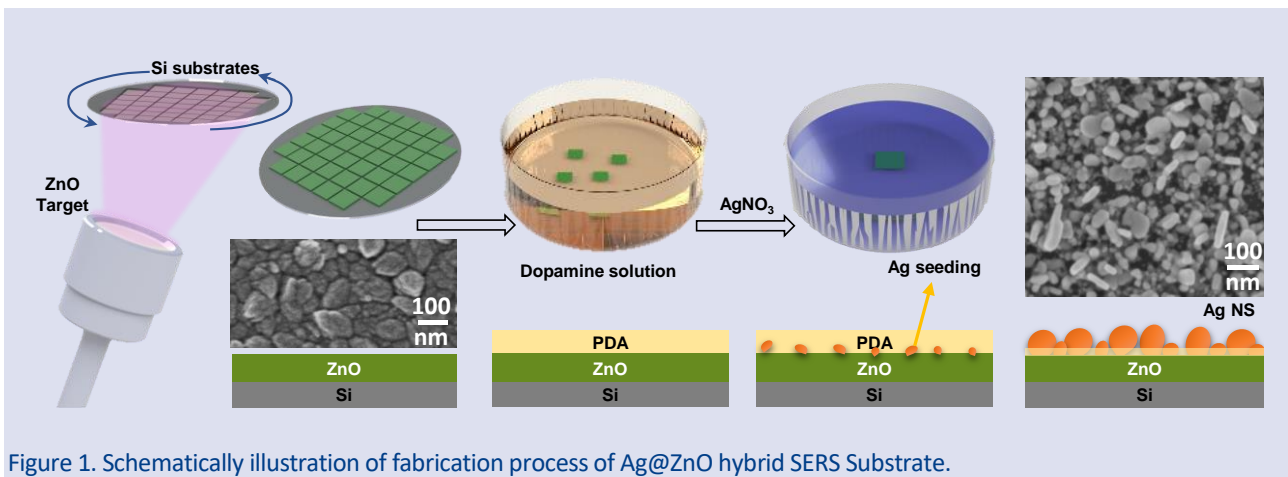 Si substrates
ZnO
Target
100
nm
ZnO
Si
Dopamine solution
PDA
ZnO
Si
AgNO₃
Ag seeding
PDA
ZnO
Si
100
nm
Ag NS
ZnO
Si
Figure 1. Schematically illustration of fabrication process of Ag@ZnO hybrid SERS Substrate.